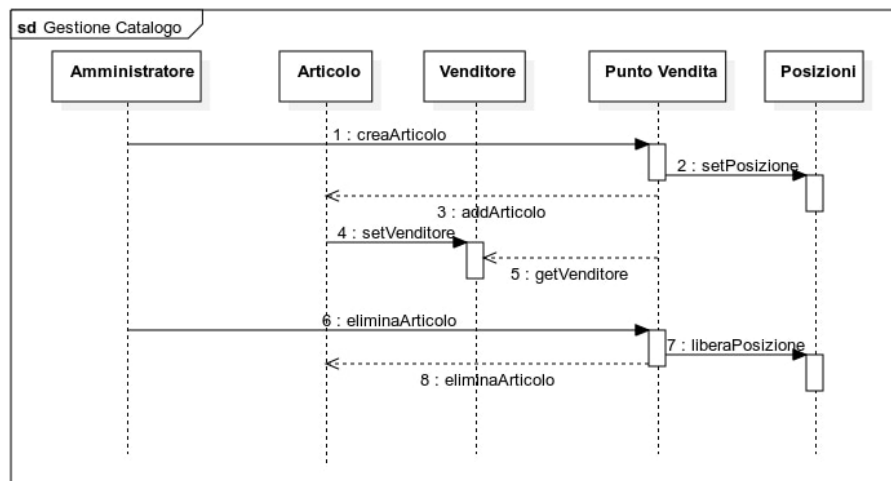 sd Gestione Catalogo
Amministratore
Articolo
Venditore
Punto Vendita
Posizioni
1 : creaArticolo
2 : setPosizione
3 : addArticolo
4 : setVenditore
5 : getVenditore
6 : eliminaArticolo
7 : liberaPosizione
8 : eliminaArticolo